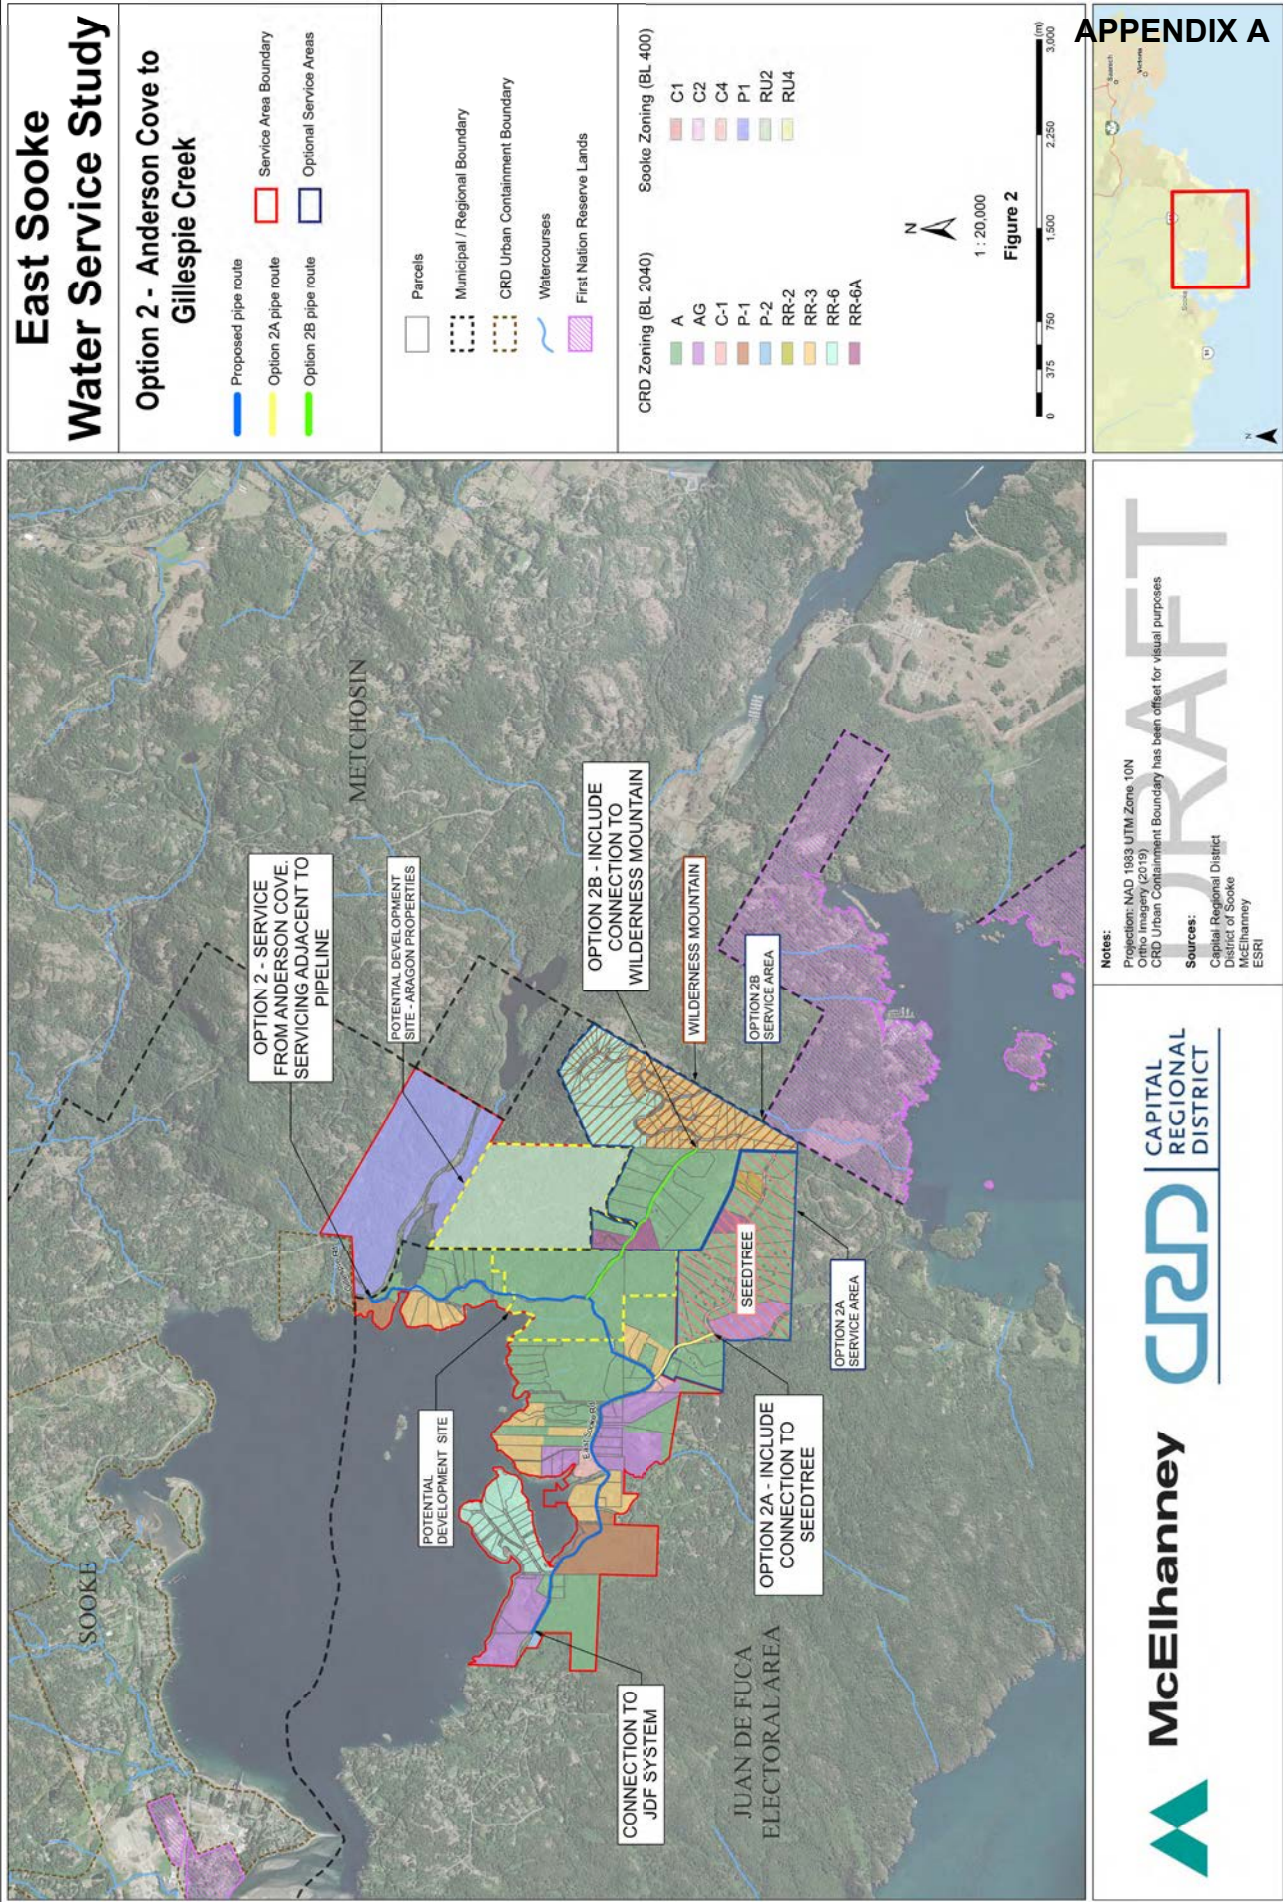 APPENDIX A
East Sooke
Water Service Study
Option 2 - Anderson Cove to
Gillespie Creek
Proposed pipe route
Option 2A pipe route
Option 2B pipe route
Service Area Boundary
Optional Service Areas
Parcels
Municipal / Regional Boundary
CRD Urban Containment Boundary
Watercourses
First Nation Reserve Lands
CRD Zoning (BL 2040)
A
AG
C-1
P-1
P-2
RR-2
RR-3
RR-6
RR-6A
Sooke Zoning (BL 400)
C1
C2
C4
P1
RU2
RU4
N
1 : 20,000
Figure 2
0 375 750 1,500 2,250 3,000
(m)
Saanich
Victoria
Sooke
N
SOOKE
METCHOSIN
OPTION 2 - SERVICE
FROM ANDERSON COVE.
SERVICING ADJACENT TO
PIPELINE
POTENTIAL DEVELOPMENT
SITE - ARAGON PROPERTIES
POTENTIAL
DEVELOPMENT SITE
OPTION 2B - INCLUDE
CONNECTION TO
WILDERNESS MOUNTAIN
WILDERNESS MOUNTAIN
OPTION 2B
SERVICE AREA
SEEDTREE
OPTION 2A
SERVICE AREA
East Sooke Rd
OPTION 2A - INCLUDE
CONNECTION TO
SEEDTREE
CONNECTION TO
JDF SYSTEM
JUAN DE FUCA
ELECTORAL AREA
McElhanney
CRD
CAPITAL
REGIONAL
DISTRICT
Notes:
Projection: NAD 1983 UTM Zone 10N
Ortho Imagery (2019)
CRD Urban Containment Boundary has been offset for visual purposes
Sources:
Capital Regional District
District of Sooke
McElhanney
ESRI
DRAFT